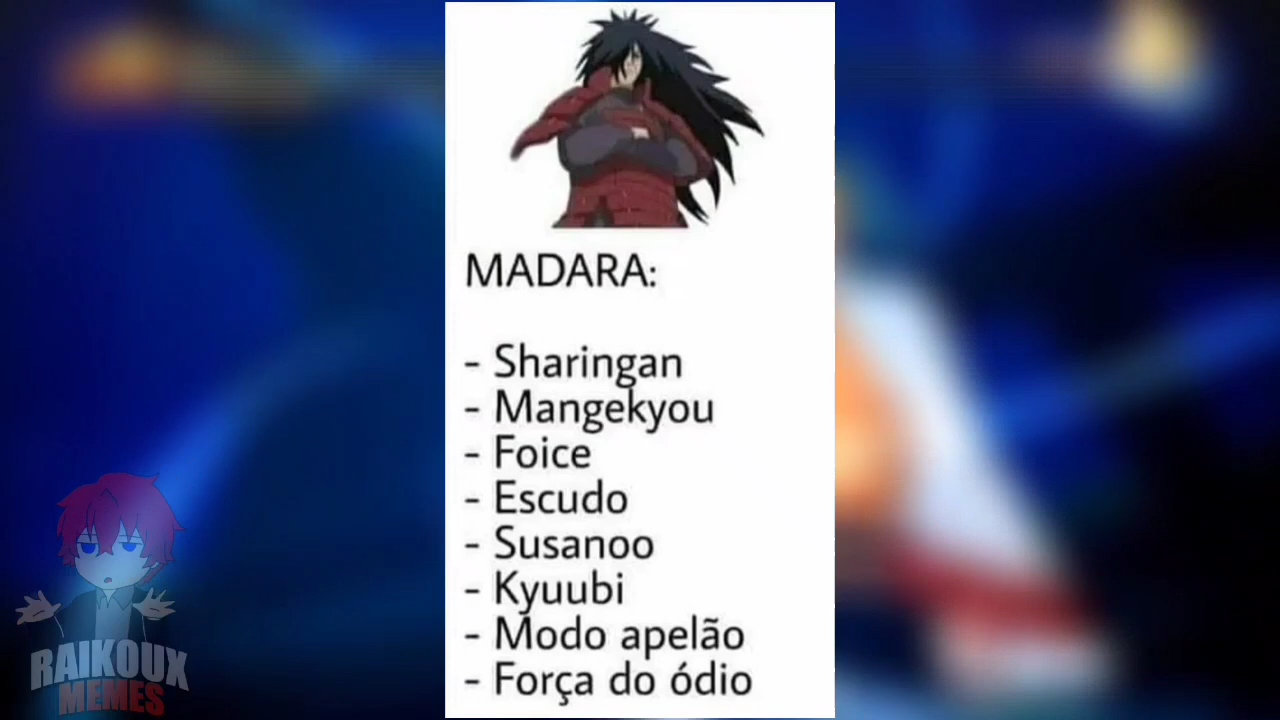 MADARA:
- Sharingan
- Mangekyou
- Foice
- Escudo
- Susanoo
- Kyuubi
- Modo apelão
- Força do ódio
RAIKOUX
MEMES